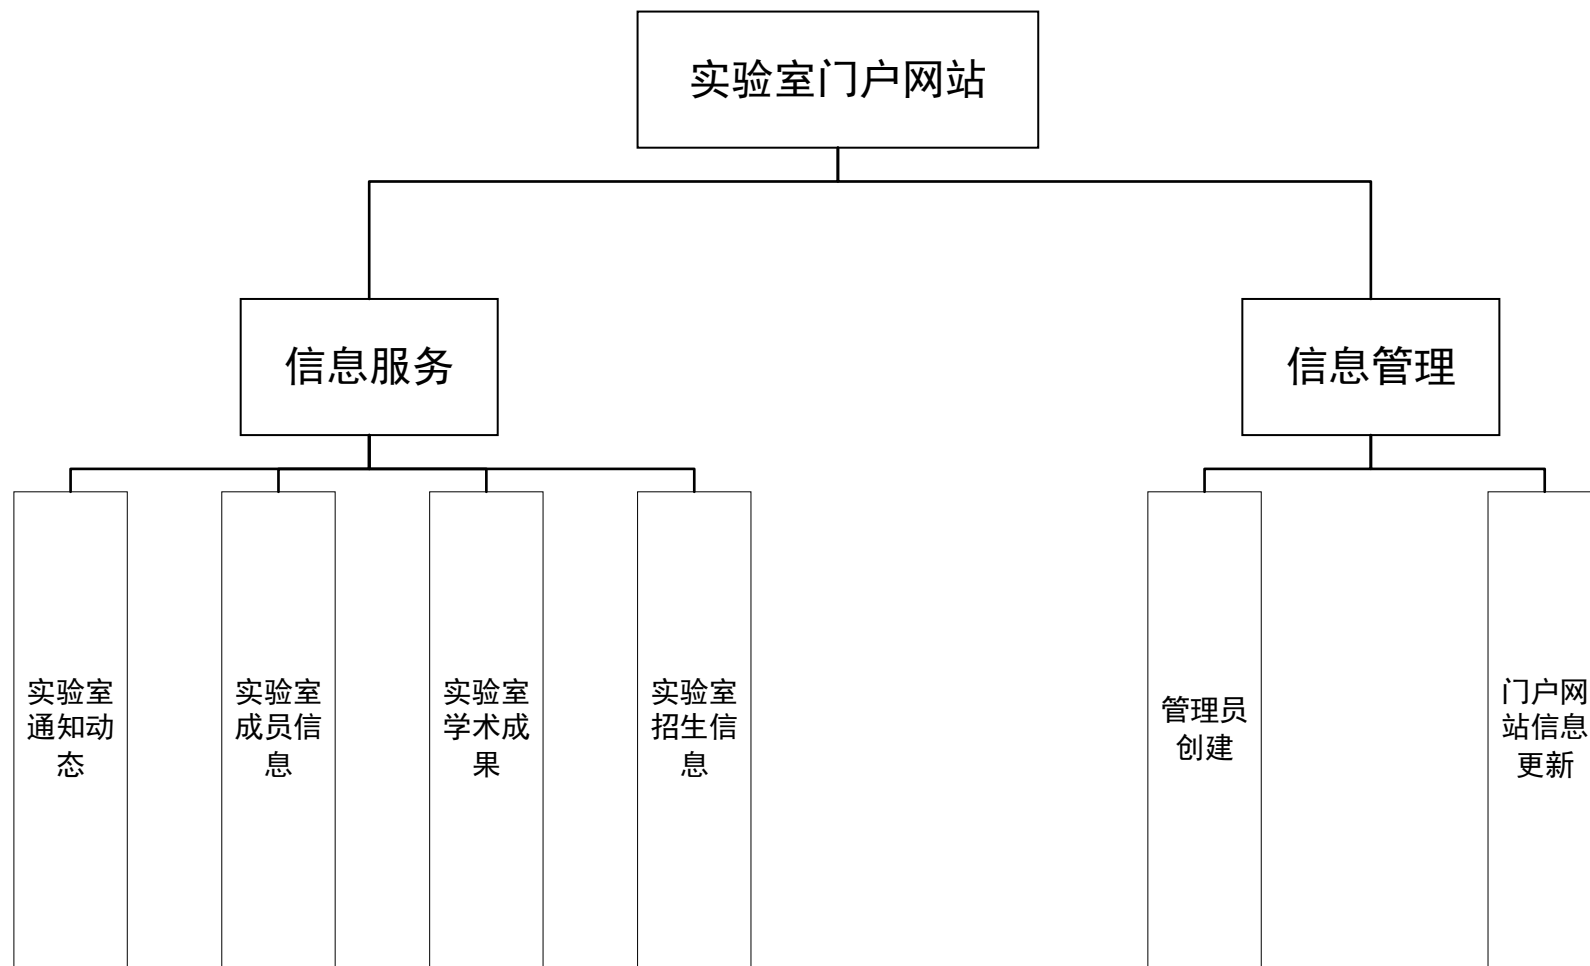 实验室门户网站
信息服务
信息管理
实验室
通知动
态
实验室
成员信
息
实验室
学术成
果
实验室
招生信
息
管理员
创建
门户网
站信息
更新